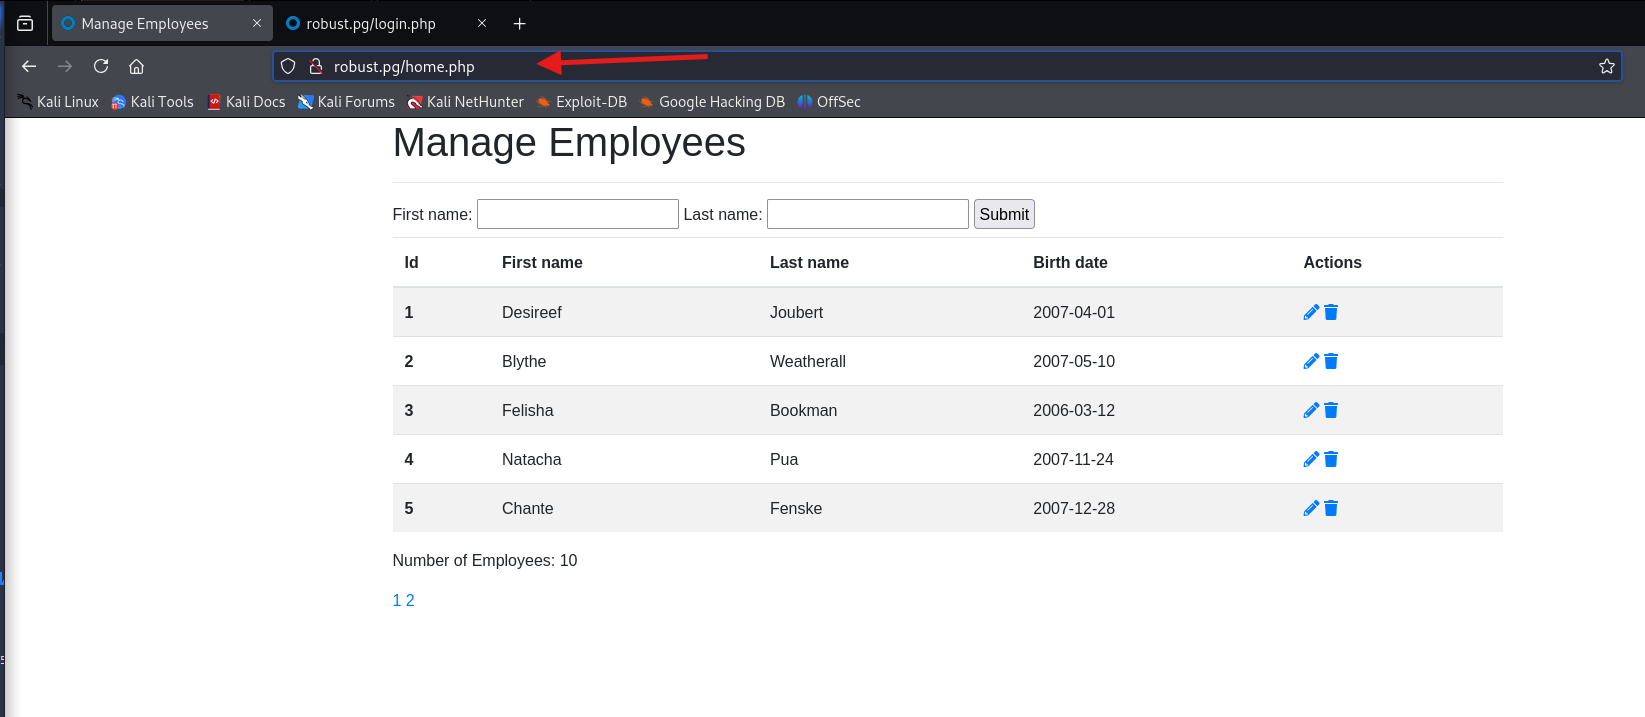 Manage Employees
robust.pg/login.php
robust.pg/home.php
Kali Linux Kali Tools Kali Docs Kali Forums Kali NetHunter Exploit-DB Google Hacking DB OffSec
Manage Employees
First name: Last name: Submit
Id First name Last name Birth date Actions
1 Desireef Joubert 2007-04-01
2 Blythe Weatherall 2007-05-10
3 Felisha Bookman 2006-03-12
4 Natacha Pua 2007-11-24
5 Chante Fenske 2007-12-28
Number of Employees: 10
1 2